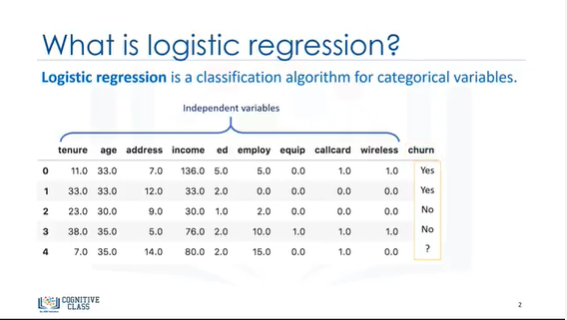 What is logistic regression?
Logistic regression is a classification algorithm for categorical variables.
Independent variables
tenure age address income ed employ equip callcard wireless churn
0 11.0 33.0 7.0 136.0 5.0 5.0 0.0 1.0 1.0 Yes
1 33.0 33.0 12.0 33.0 2.0 0.0 0.0 0.0 0.0 Yes
2 23.0 30.0 9.0 30.0 1.0 2.0 0.0 0.0 0.0 No
3 38.0 35.0 5.0 76.0 2.0 10.0 1.0 1.0 1.0 No
4 7.0 35.0 14.0 80.0 2.0 15.0 0.0 1.0 0.0 ?
COGNITIVE
CLASS
2